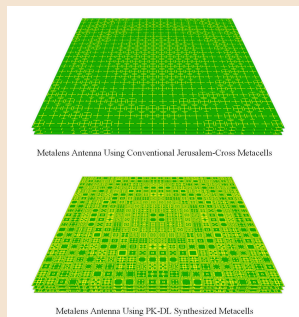 Metalens Antenna Using Conventional Jerusalem-Cross Metacells
Metalens Antenna Using PK-DL Synthesized Metacells